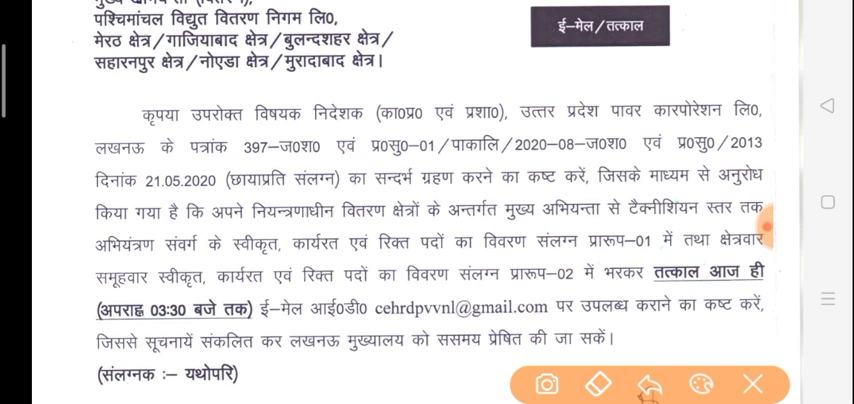 मुख्य अभियन्ता (वितरण),
पश्चिमांचल विद्युत वितरण निगम लि0,
मेरठ क्षेत्र/गाजियाबाद क्षेत्र/बुलन्दशहर क्षेत्र/
सहारनपुर क्षेत्र/नोएडा क्षेत्र/मुरादाबाद क्षेत्र।
ई–मेल/तत्काल
कृपया उपरोक्त विषयक निदेशक (का0प्र0 एवं प्रशा0), उत्तर प्रदेश पावर कारपोरेशन लि0,
लखनऊ के पत्रांक 397–ज0श0 एवं प्र0सु0–01/पाकालि/2020–08–ज0श0 एवं प्र0सु0/2013
दिनांक 21.05.2020 (छायाप्रति संलग्न) का सन्दर्भ ग्रहण करने का कष्ट करें, जिसके माध्यम से अनुरोध
किया गया है कि अपने नियन्त्रणाधीन वितरण क्षेत्रों के अन्तर्गत मुख्य अभियन्ता से टैक्नीशियन स्तर तक
अभियंत्रण संवर्ग के स्वीकृत, कार्यरत एवं रिक्त पदों का विवरण संलग्न प्रारूप–01 में तथा क्षेत्रवार
समूहवार स्वीकृत, कार्यरत एवं रिक्त पदों का विवरण संलग्न प्रारूप–02 में भरकर तत्काल आज ही
(अपराह्न 03:30 बजे तक) ई–मेल आई0डी0 cehrdpvvnl@gmail.com पर उपलब्ध कराने का कष्ट करें,
जिससे सूचनायें संकलित कर लखनऊ मुख्यालय को ससमय प्रेषित की जा सकें।
(संलग्नक :– यथोपरि)